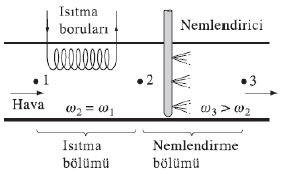 Isıtma
boruları
Nemlendirici
1
2
3
Hava
ω₂ = ω₁
ω₃ > ω₂
Isıtma
bölümü
Nemlendirme
bölümü